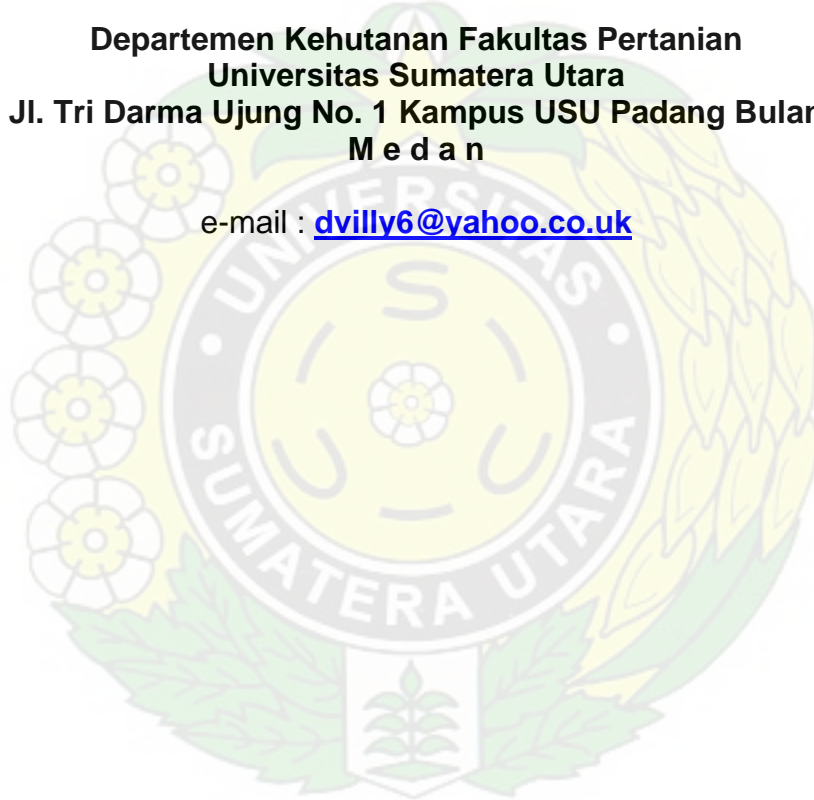 Departemen Kehutanan Fakultas Pertanian
Universitas Sumatera Utara
Jl. Tri Darma Ujung No. 1 Kampus USU Padang Bulan
M e d a n
e-mail : dvilly6@yahoo.co.uk
UNIVERSITAS
S
U U
SUMATERA UTARA